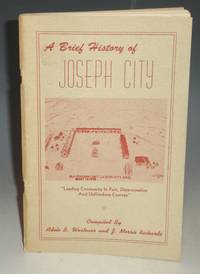 A Brief History of
JOSEPH CITY
"Leading Community In Pain, Determination
And Unflinching Courage"
Compiled By
Adele B. Westover and J. Morris Richards